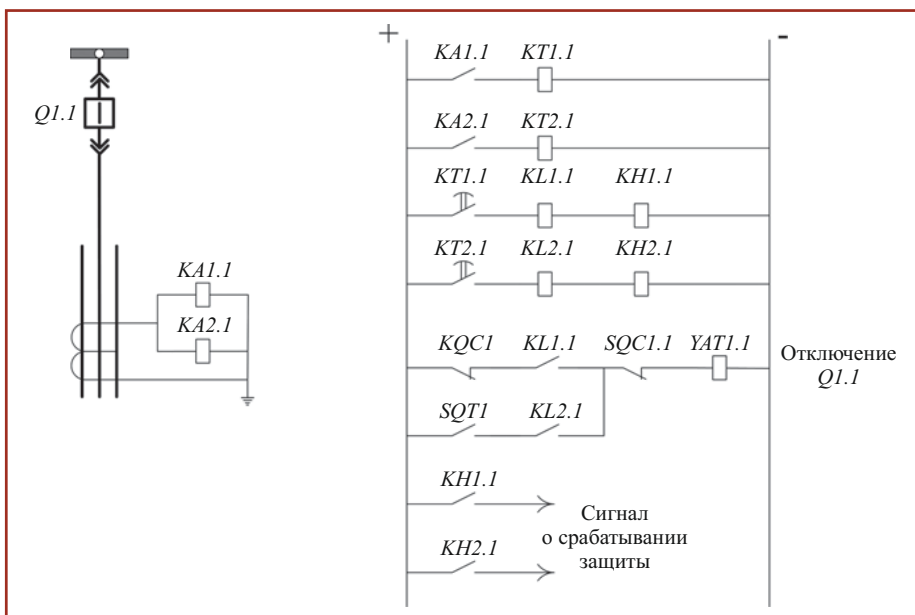 +
-
KA1.1 KT1.1
Q1.1
KA2.1 KT2.1
KT1.1 KL1.1 KH1.1
KA1.1
KT2.1 KL2.1 KH2.1
KA2.1
KQC1 KL1.1 SQC1.1 YAT1.1
Отключение
Q1.1
SQT1 KL2.1
KH1.1
Сигнал
о срабатывании
защиты
KH2.1